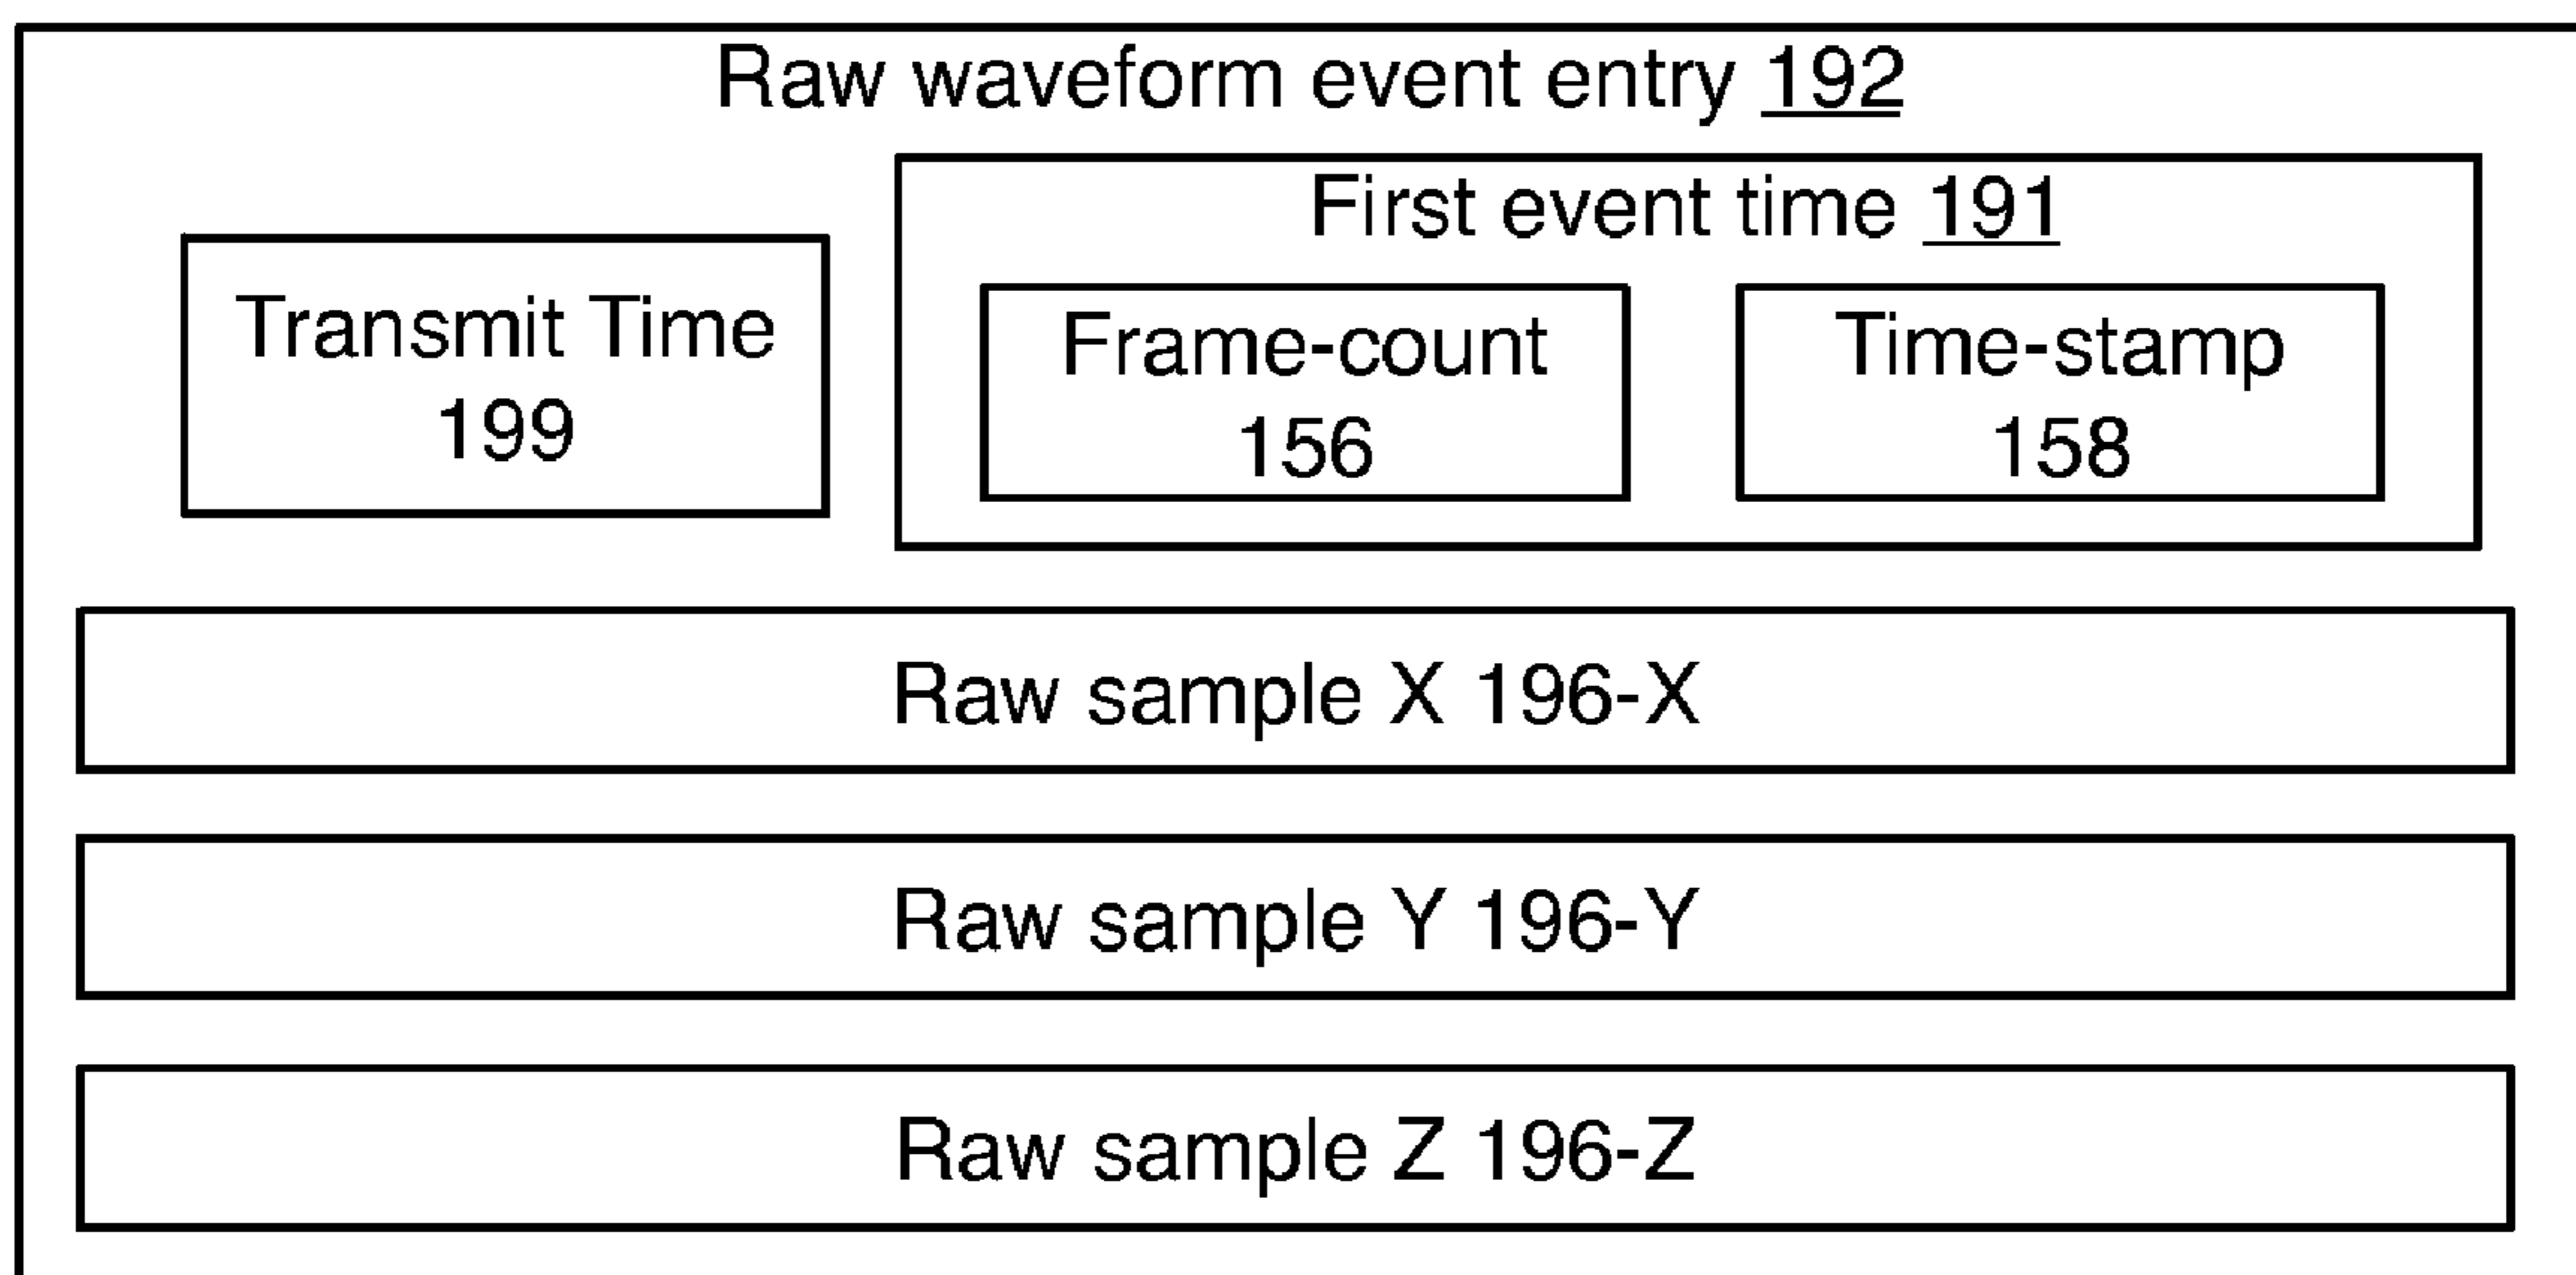 Raw waveform event entry 192
First event time 191
Transmit Time
199
Frame-count
156
Time-stamp
158
Raw sample X 196-X
Raw sample Y 196-Y
Raw sample Z 196-Z